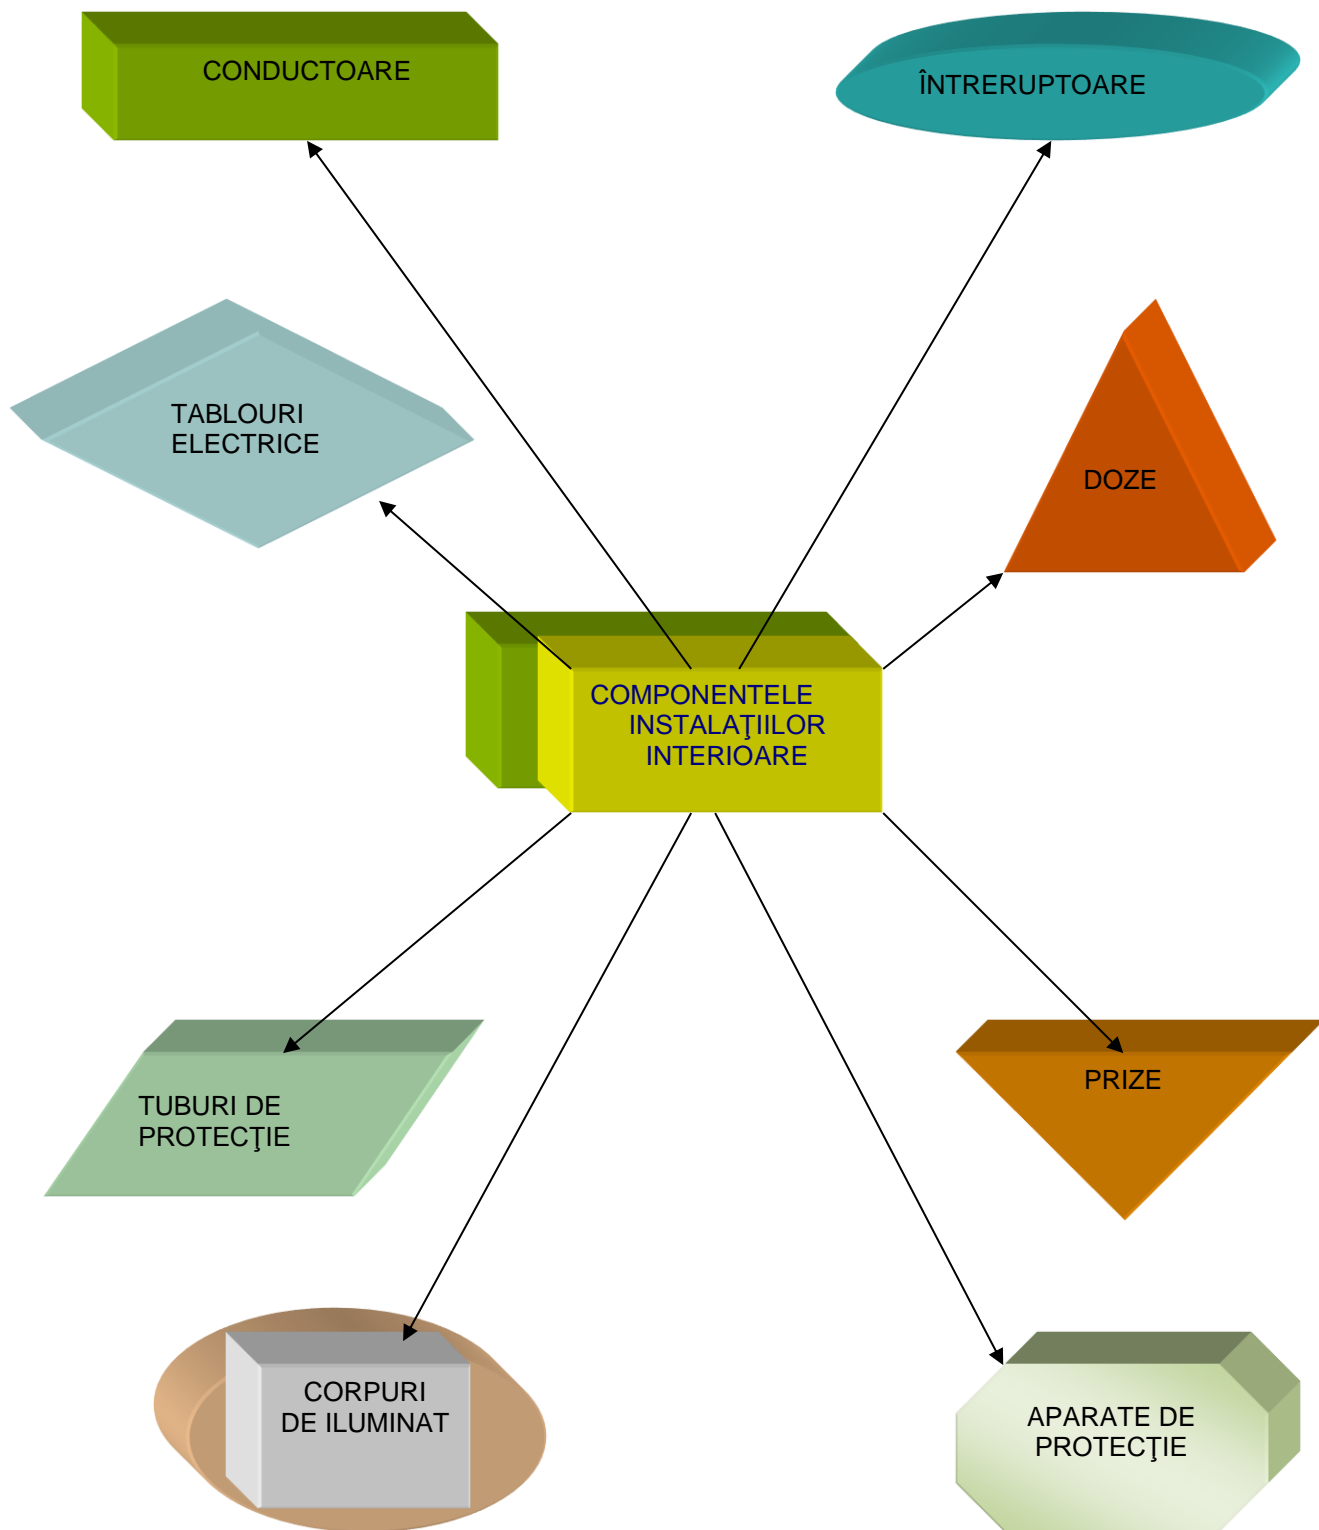 CONDUCTOARE
ÎNTRERUPTOARE
TABLOURI
ELECTRICE
DOZE
COMPONENTELE
INSTALAŢIILOR
INTERIOARE
TUBURI DE
PROTECŢIE
PRIZE
CORPURI
DE ILUMINAT
APARATE DE
PROTECŢIE